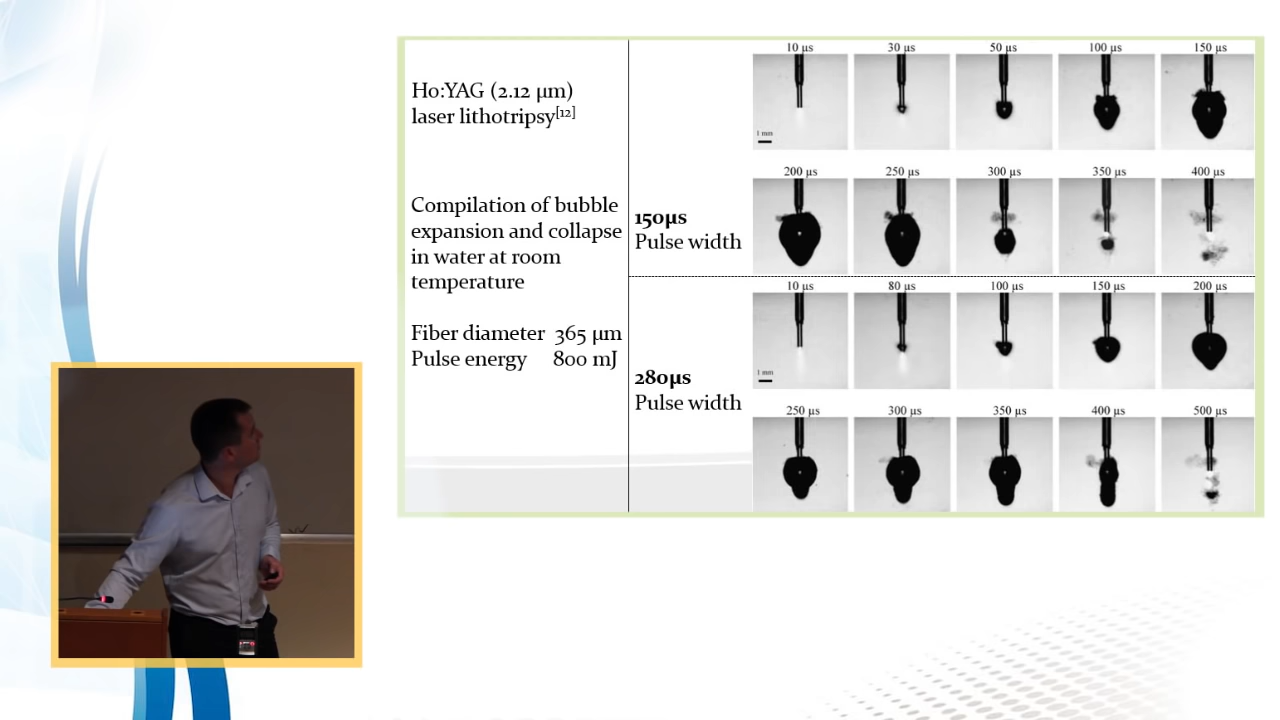 Ho:YAG (2.12 µm)
laser lithotripsy[12]
Compilation of bubble
expansion and collapse
in water at room
temperature
Fiber diameter 365 µm
Pulse energy 800 mJ
150µs
Pulse width
10 µs 30 µs 50 µs 100 µs 150 µs
1 mm
200 µs 250 µs 300 µs 350 µs 400 µs
280µs
Pulse width
10 µs 80 µs 100 µs 150 µs 200 µs
1 mm
250 µs 300 µs 350 µs 400 µs 500 µs